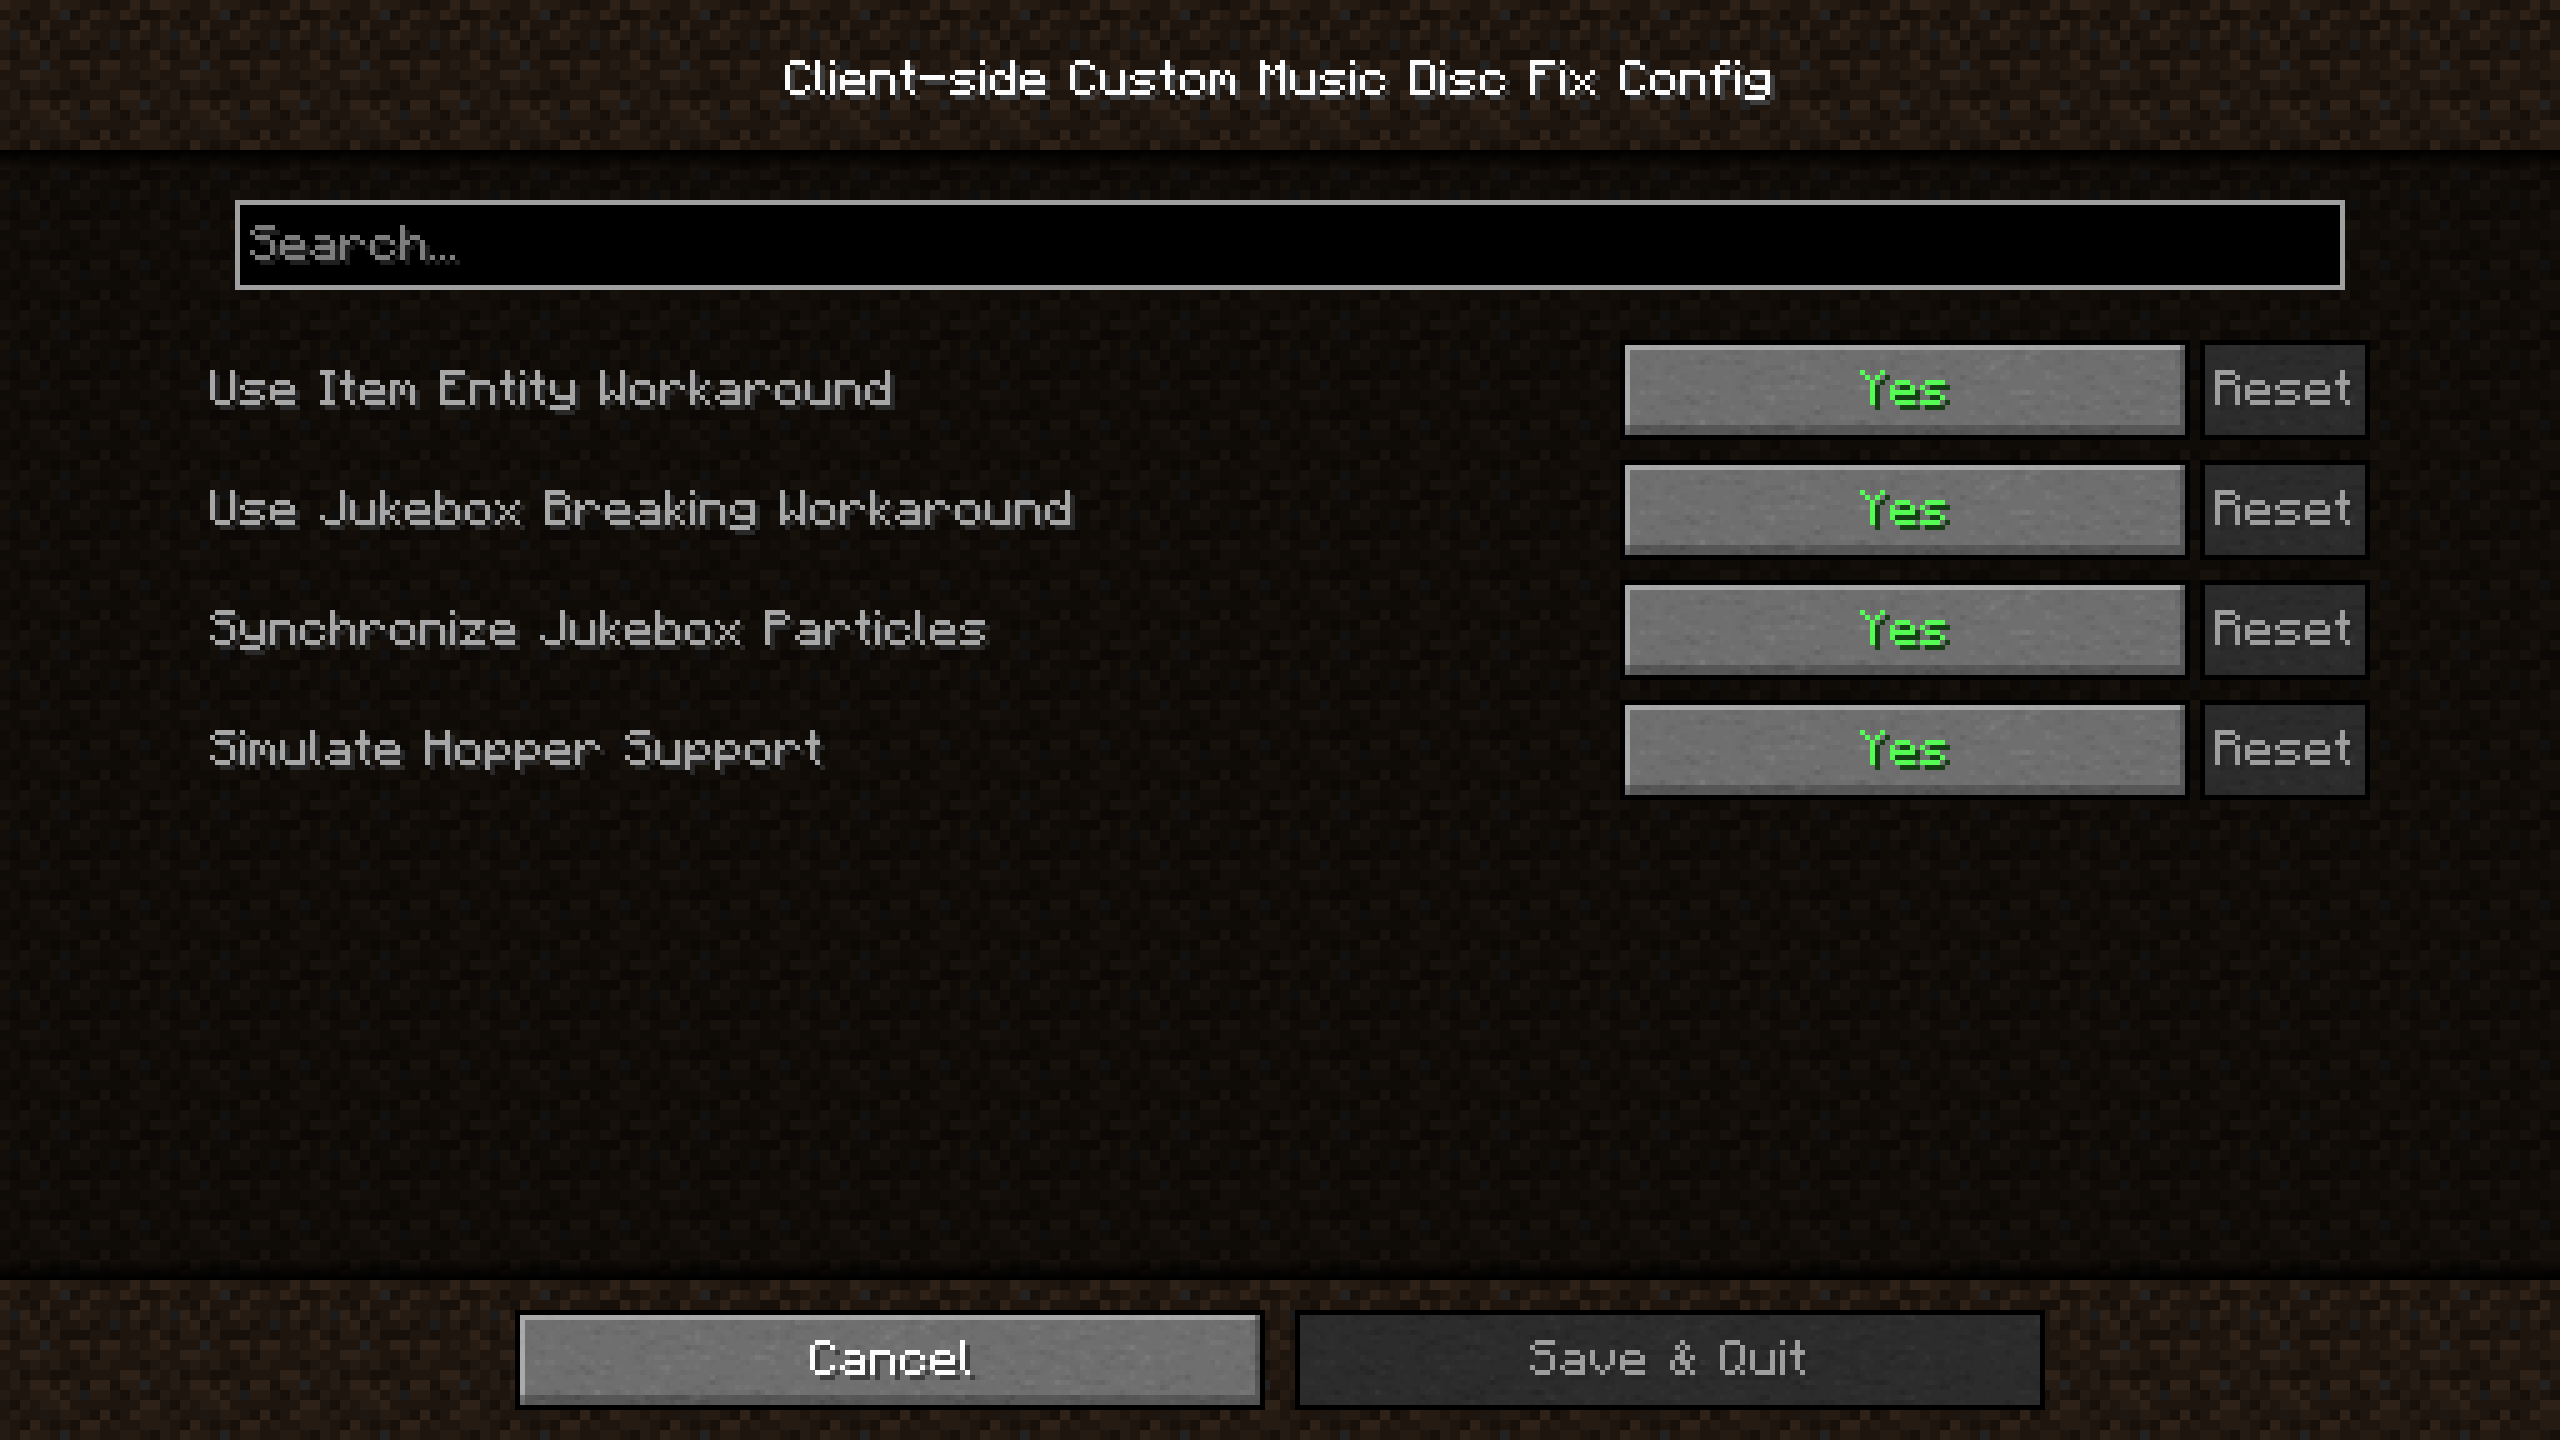 Client-side Custom Music Disc Fix Config
Search...
Use Item Entity Workaround Yes Reset
Use Jukebox Breaking Workaround Yes Reset
Synchronize Jukebox Particles Yes Reset
Simulate Hopper Support Yes Reset
Cancel Save & Quit